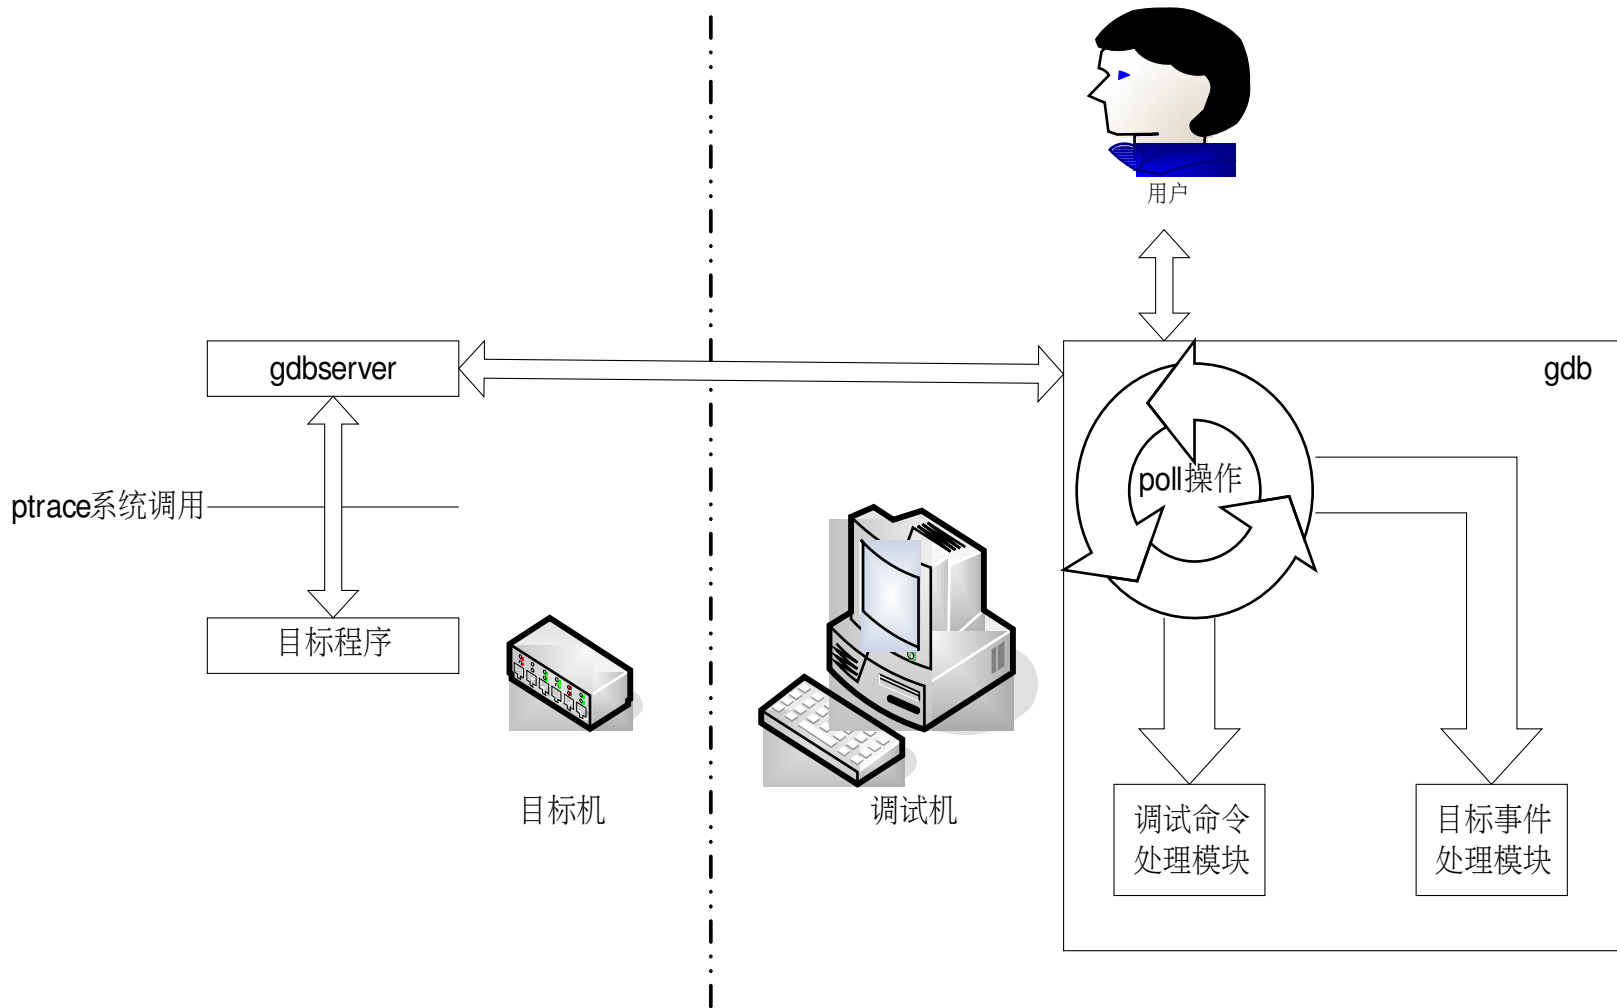 用户
gdbserver
gdb
poll操作
ptrace系统调用
目标程序
目标机
调试机
调试命令
处理模块
目标事件
处理模块